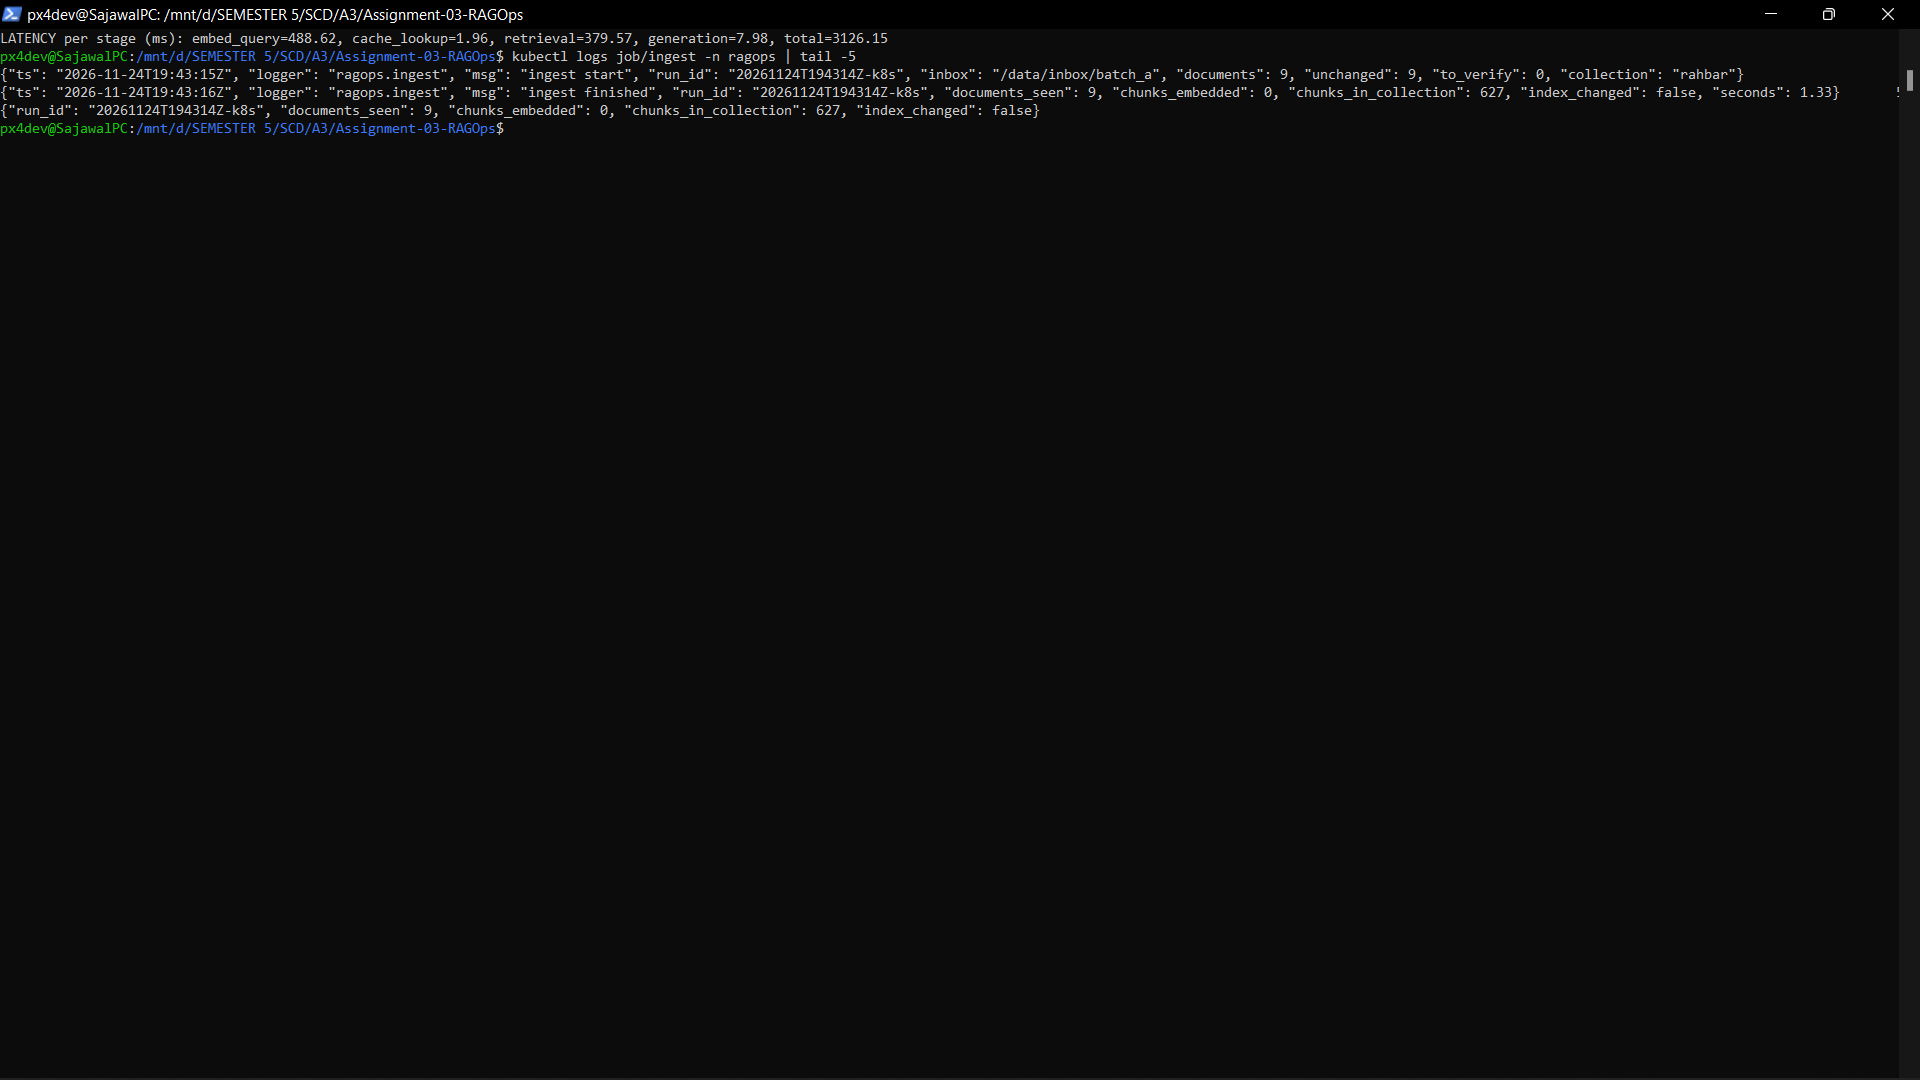 px4dev@SajawalPC: /mnt/d/SEMESTER 5/SCD/A3/Assignment-03-RAGOps
LATENCY per stage (ms): embed_query=488.62, cache_lookup=1.96, retrieval=379.57, generation=7.98, total=3126.15
px4dev@SajawalPC:/mnt/d/SEMESTER 5/SCD/A3/Assignment-03-RAGOps$ kubectl logs job/ingest -n ragops | tail -5
{"ts": "2026-11-24T19:43:15Z", "logger": "ragops.ingest", "msg": "ingest start", "run_id": "20261124T194314Z-k8s", "inbox": "/data/inbox/batch_a", "documents": 9, "unchanged": 9, "to_verify": 0, "collection": "rahbar"}
{"ts": "2026-11-24T19:43:16Z", "logger": "ragops.ingest", "msg": "ingest finished", "run_id": "20261124T194314Z-k8s", "documents_seen": 9, "chunks_embedded": 0, "chunks_in_collection": 627, "index_changed": false, "seconds": 1.33}
{"run_id": "20261124T194314Z-k8s", "documents_seen": 9, "chunks_embedded": 0, "chunks_in_collection": 627, "index_changed": false}
px4dev@SajawalPC:/mnt/d/SEMESTER 5/SCD/A3/Assignment-03-RAGOps$